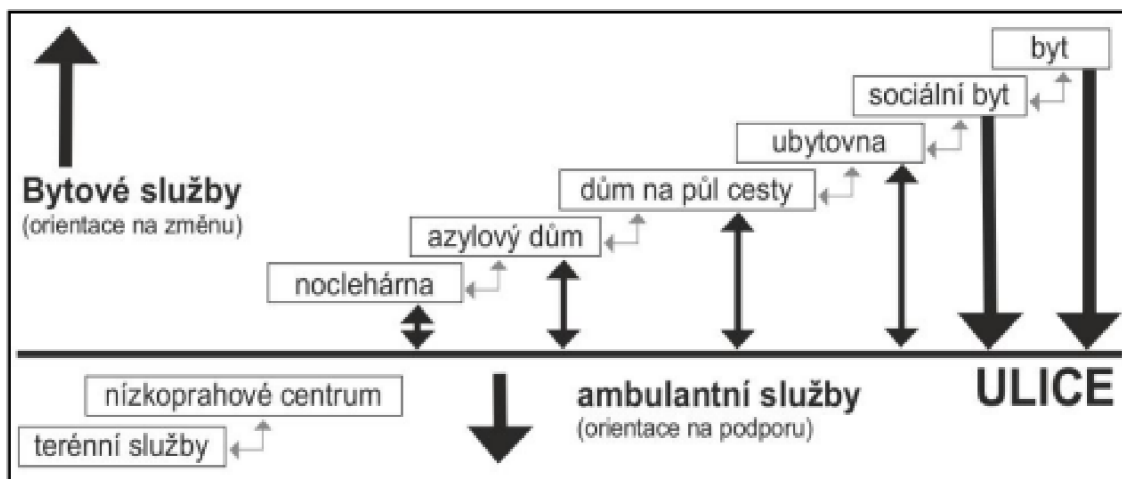 byt
sociální byt
ubytovna
dům na půl cesty
azylový dům
noclehárna
Bytové služby
(orientace na změnu)
ULICE
nízkoprahové centrum
terénní služby
ambulantní služby
(orientace na podporu)